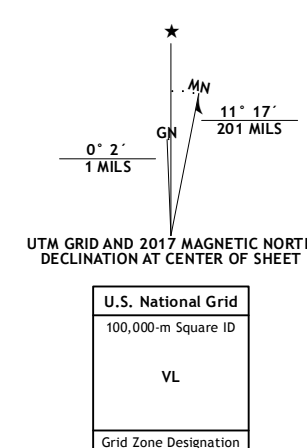 MN
11° 17´
201 MILS
GN
0° 2´
1 MILS
UTM GRID AND 2017 MAGNETIC NORTH
DECLINATION AT CENTER OF SHEET
U.S. National Grid
100,000-m Square ID
VL
Grid Zone Designation